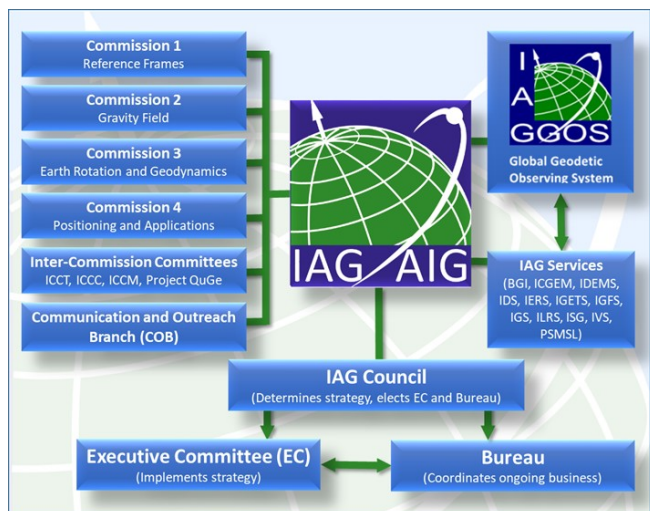 Commission 1
Reference Frames
Commission 2
Gravity Field
Commission 3
Earth Rotation and Geodynamics
Commission 4
Positioning and Applications
Inter-Commission Committees
ICCT, ICCC, ICCM, Project QuGe
Communication and Outreach
Branch (COB)
IAG AIG
I
A
GGOS
Global Geodetic
Observing System
IAG Services
(BGI, ICGEM, IDEMS,
IDS, IERS, IGETS, IGFS,
IGS, ILRS, ISG, IVS,
PSMSL)
IAG Council
(Determines strategy, elects EC and Bureau)
Executive Committee (EC)
(Implements strategy)
Bureau
(Coordinates ongoing business)